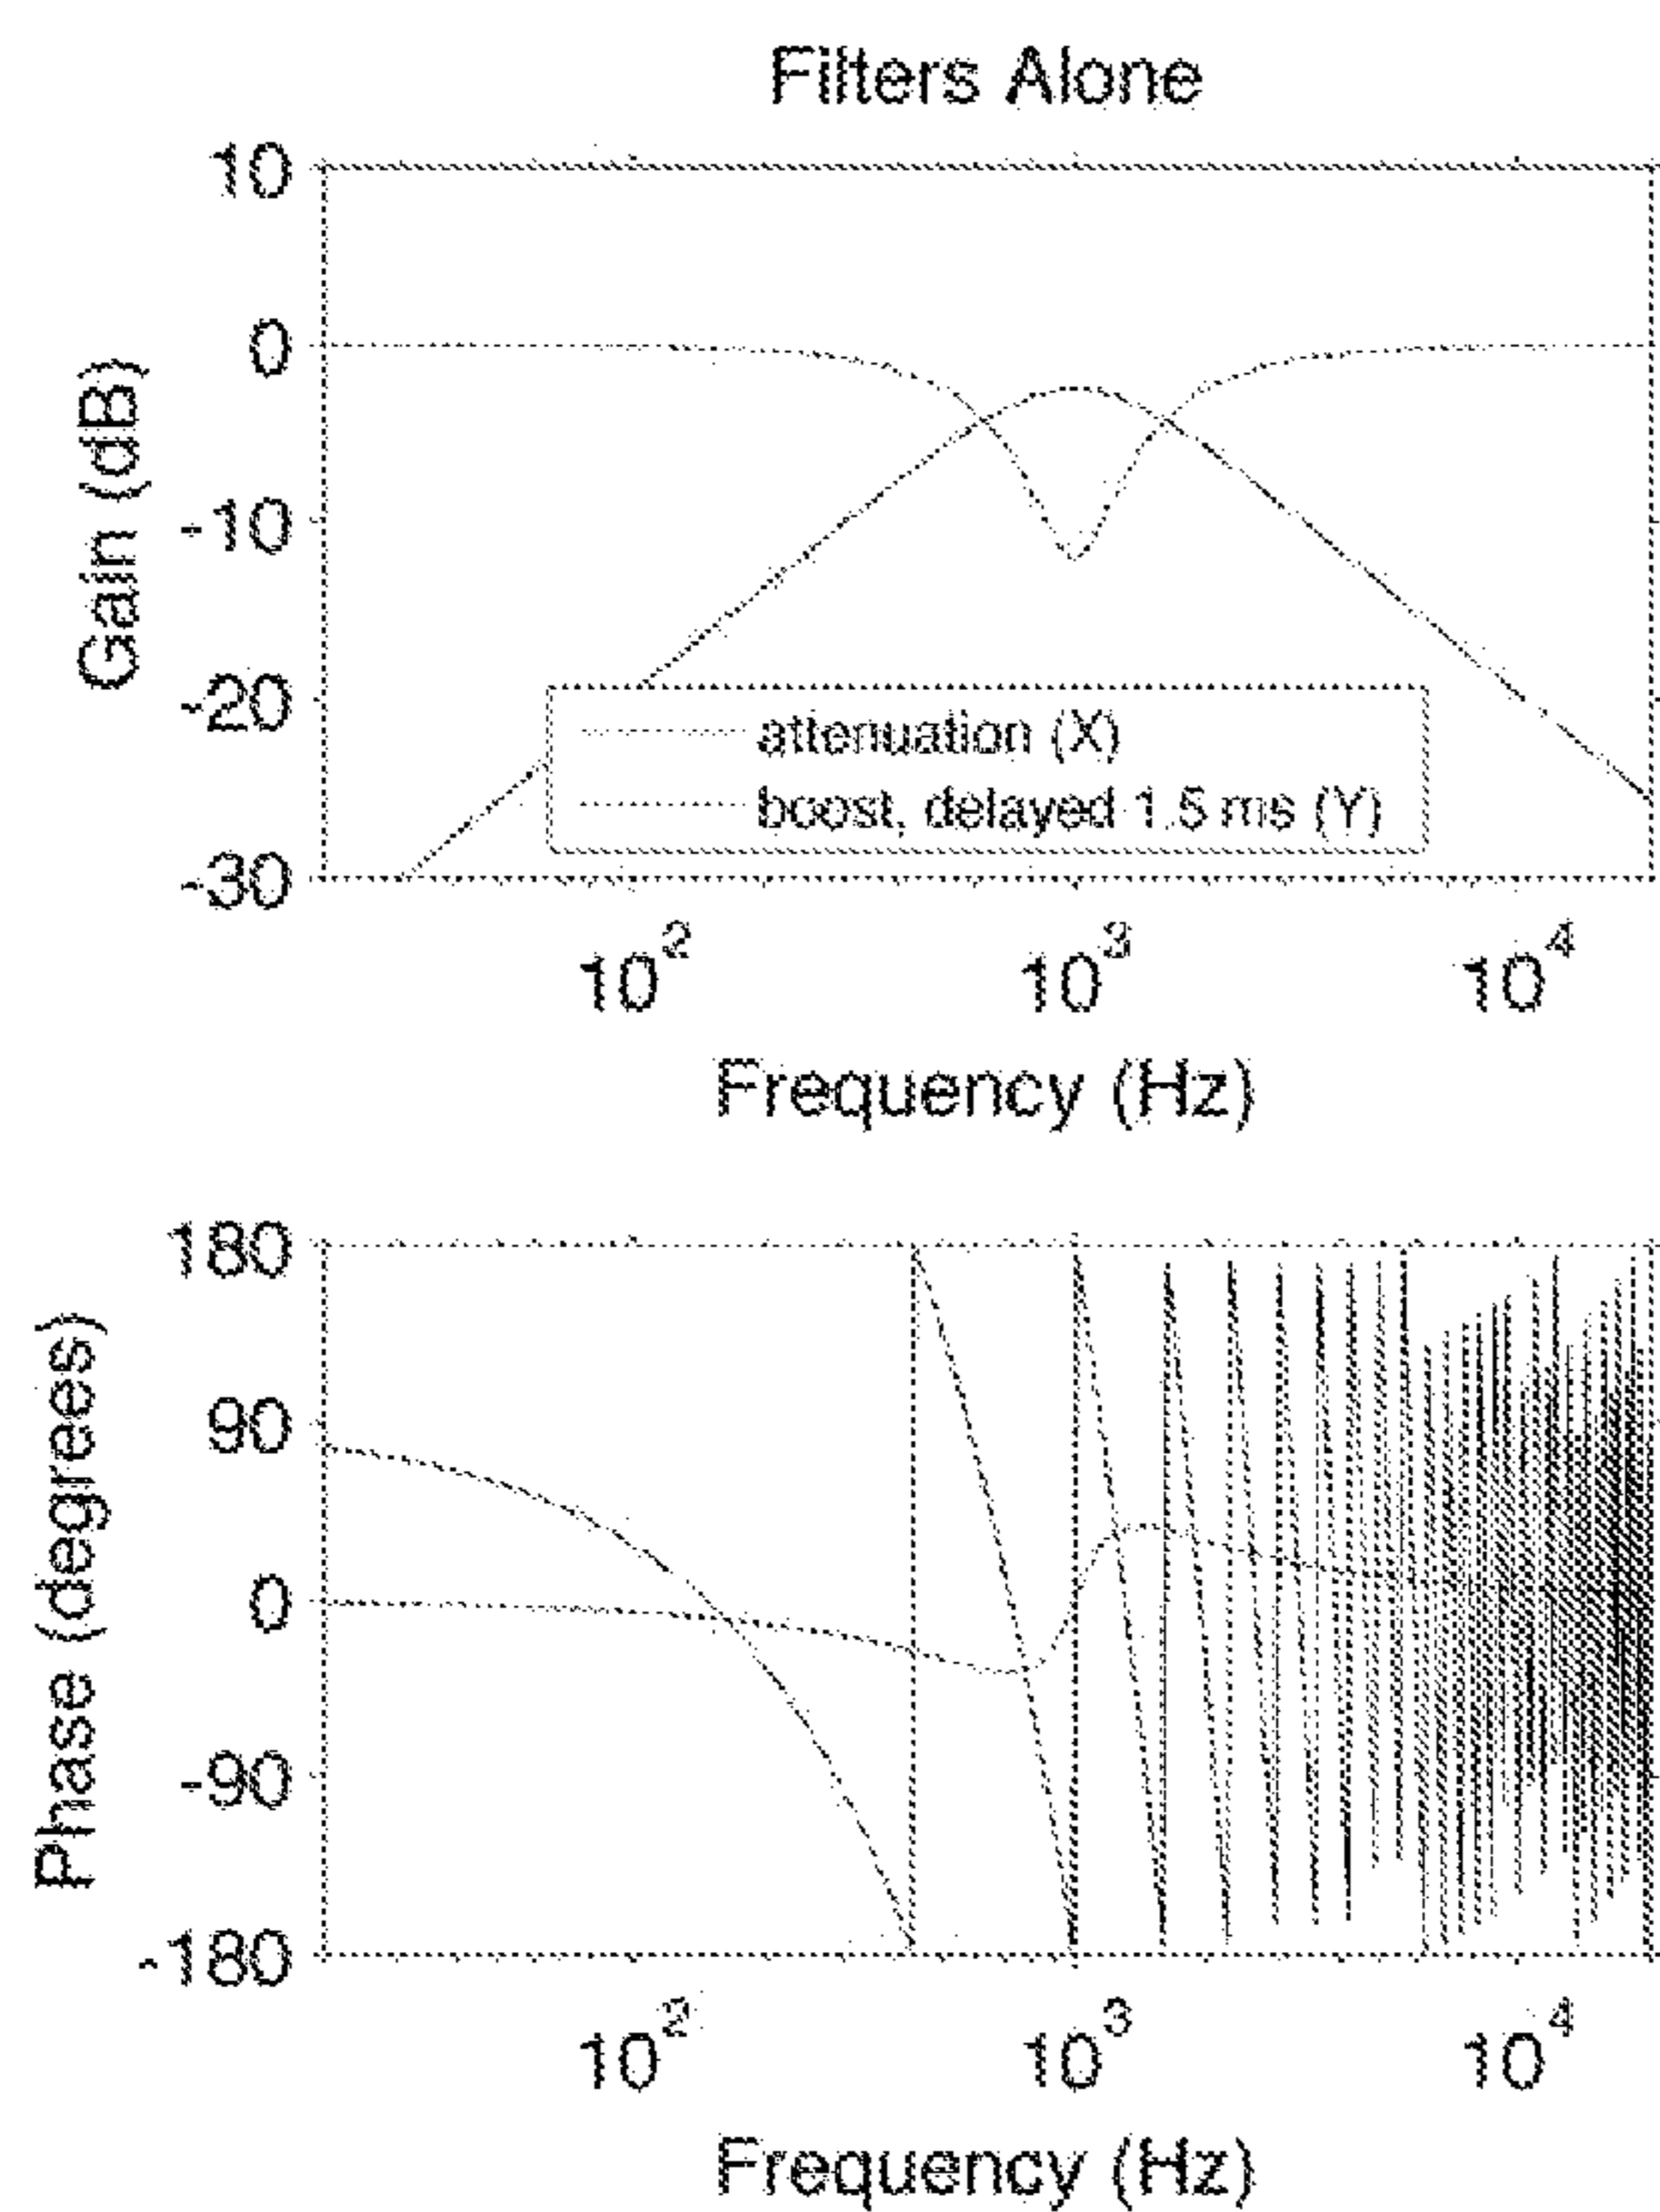 Filters Alone
10
0
-10
-20
-30
Gain (dB)
attenuation (X)
boost, delayed 1.5 ms (Y)
10^2
10^3
10^4
Frequency (Hz)
180
90
0
-90
-180
Phase (degrees)
10^2
10^3
10^4
Frequency (Hz)